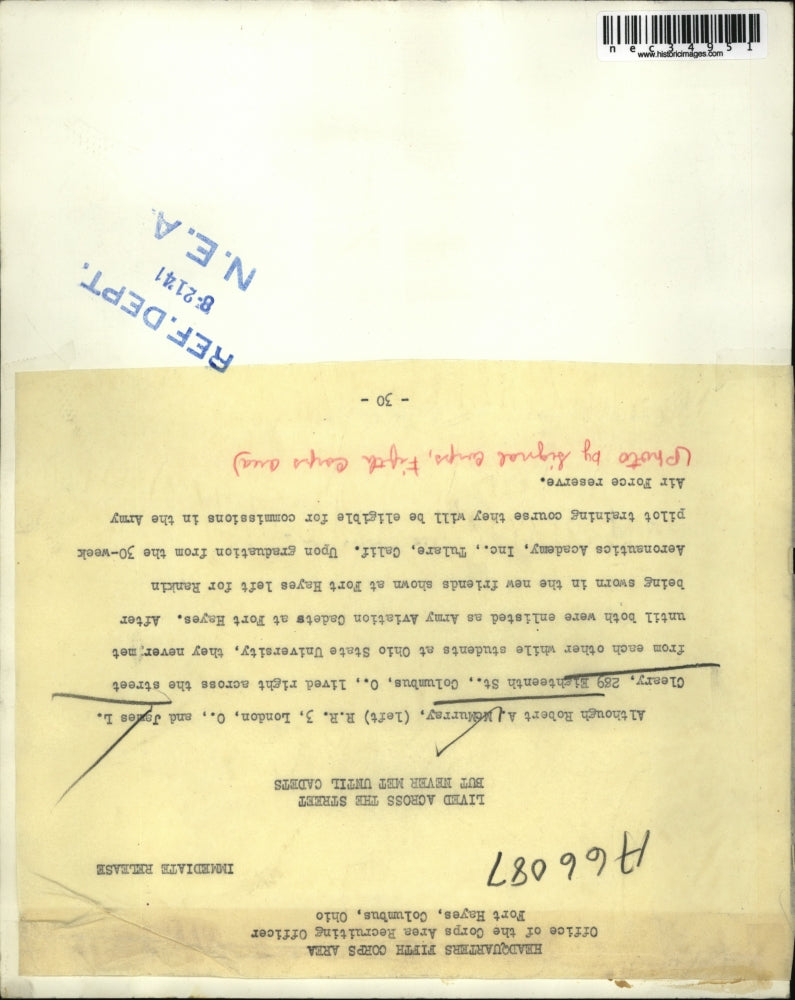 n e c 3 4 9 5 1
www.historicimages.com
HEADQUARTERS FIFTH CORPS AREA
Office of the Corps Area Recruiting Officer
Fort Hayes, Columbus, Ohio
A66087
IMMEDIATE RELEASE
LIVED ACROSS THE STREET
BUT NEVER MET UNTIL CADETS
Although Robert A. McMurray, (left) R.R. 3, London, O., and James L.
Cleary, 289 Eighteenth St., Columbus, O., lived right across the street
from each other while students at Ohio State University, they never met
until both were enlisted as Army Aviation Cadets at Fort Hayes. After
being sworn in the new friends shown at Fort Hayes left for Rankin
Aeronautics Academy, Inc., Tulare, Calif. Upon graduation from the 30-week
pilot training course they will be eligible for commissions in the Army
Air Force reserve.
(Photo by Signal Corps, Fifth Corps area)
- 30 -
REF. DEPT.
8-2141
N.E.A.